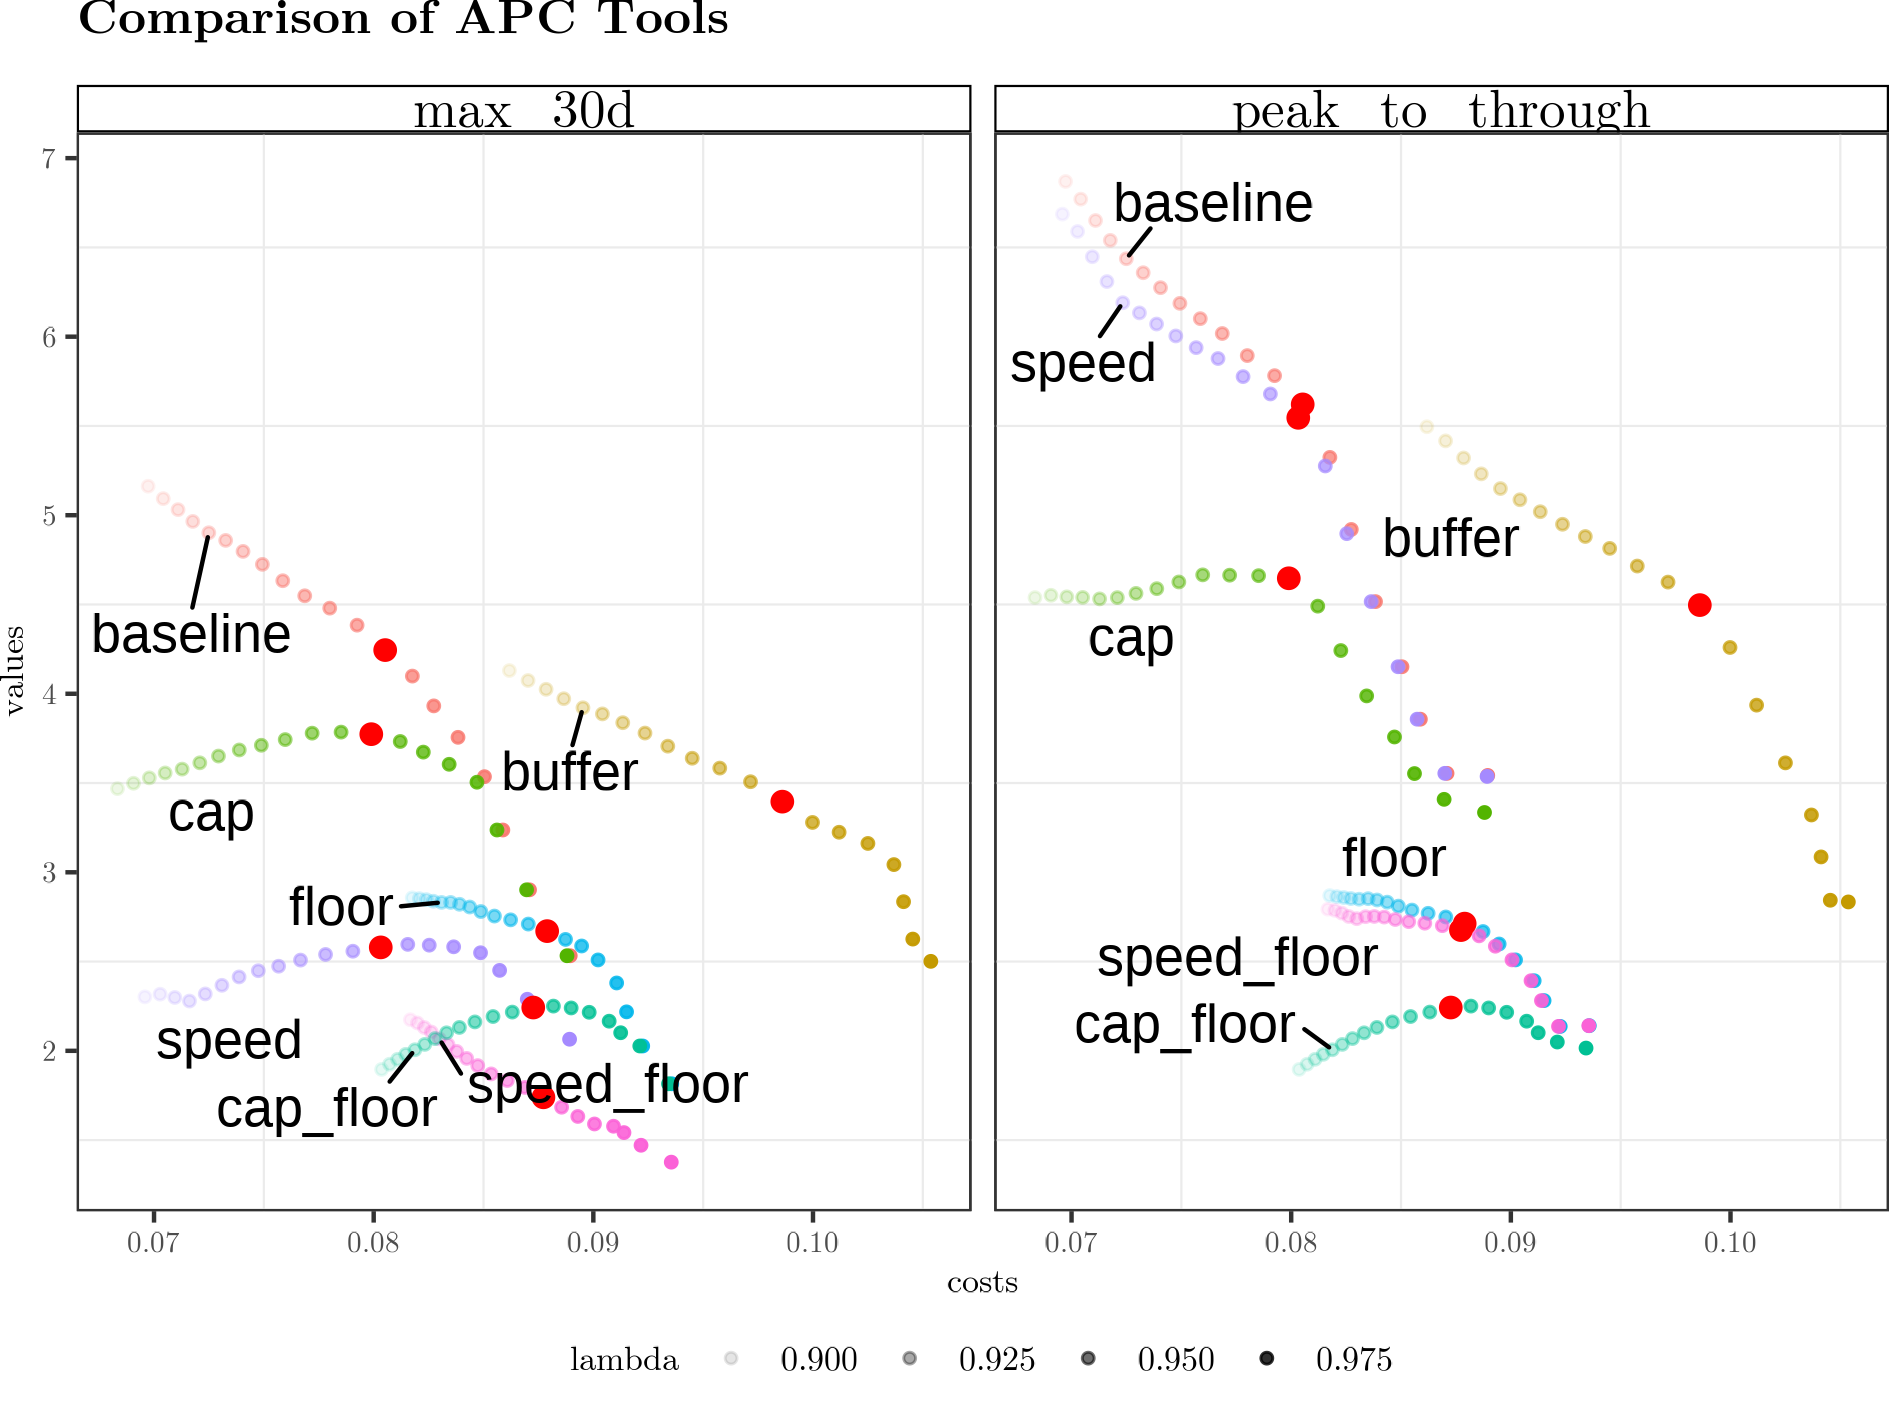 Comparison of APC Tools
max 30d
peak to through
values
7
6
5
4
3
2
baseline
cap
buffer
floor
speed
cap_floor
speed_floor
baseline
speed
buffer
cap
floor
speed_floor
cap_floor
0.07 0.08 0.09 0.10
0.07 0.08 0.09 0.10
costs
lambda 0.900 0.925 0.950 0.975